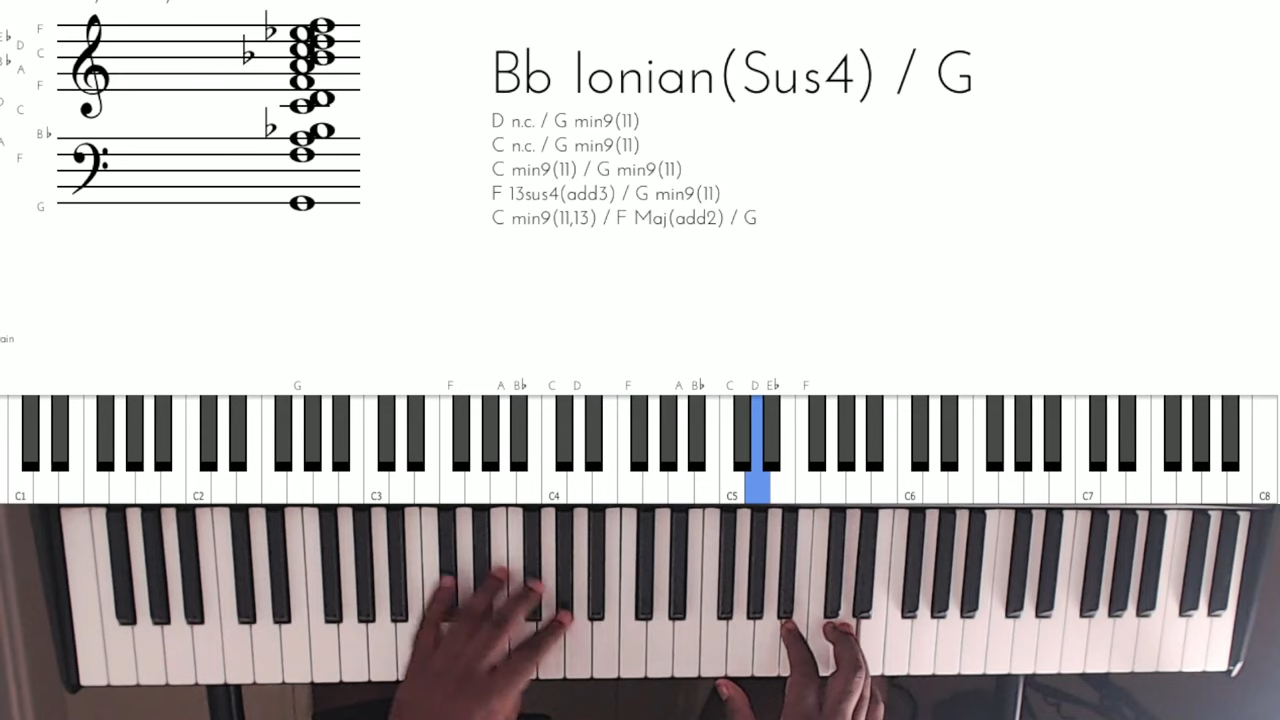 F
E♭
D
C
B♭
A
F
D
C
B♭
A
F
G
Bb Ionian(Sus4) / G
D n.c. / G min9(11)
C n.c. / G min9(11)
C min9(11) / G min9(11)
F 13sus4(add3) / G min9(11)
C min9(11,13) / F Maj(add2) / G
ain
G F A B♭ C D F A B♭ C D E♭ F
C1 C2 C3 C4 C5 C6 C7 C8